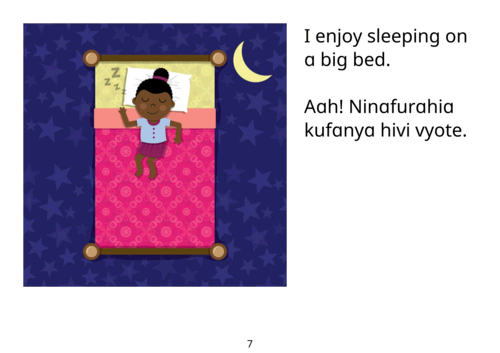 z
z
z
z
I enjoy sleeping on
a big bed.
Aah! Ninafurahia
kufanya hivi vyote.
7